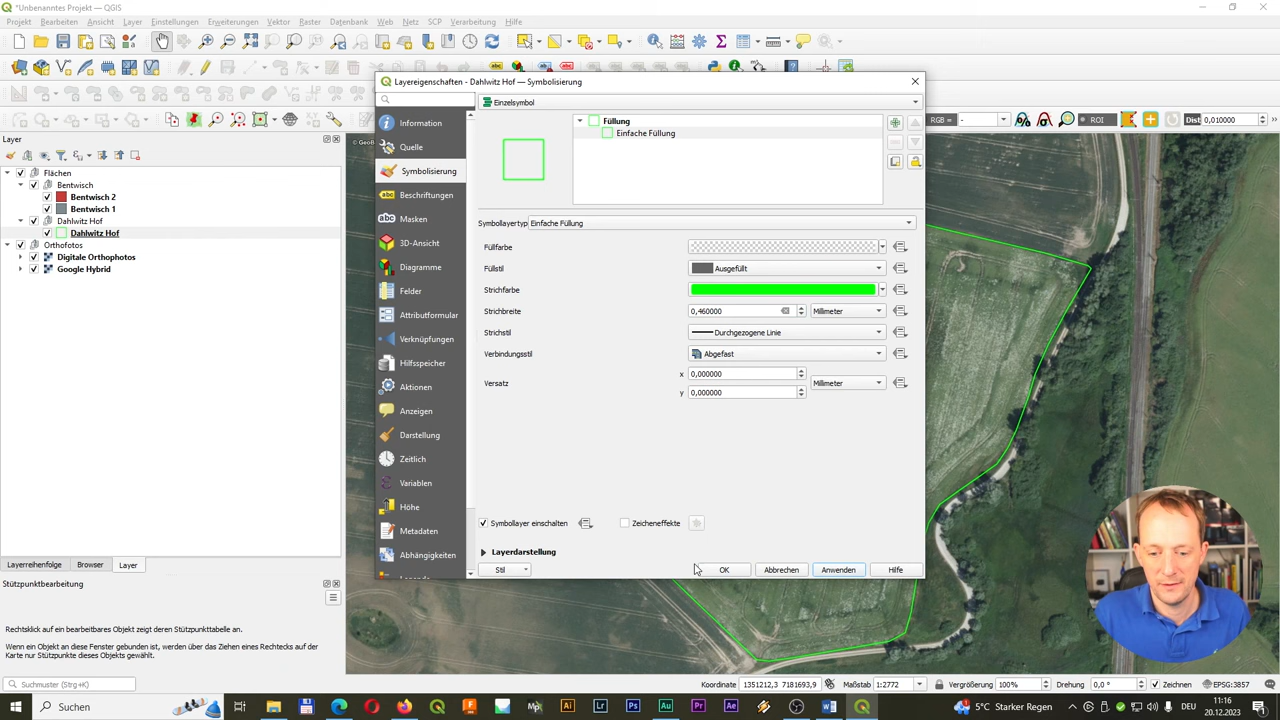 *Unbenanntes Projekt — QGIS
Projekt Bearbeiten Ansicht Layer Einstellungen Erweiterungen Vektor Raster Datenbank Web Netz SCP Verarbeitung Hilfe
RGB = - ROI Dist 0,010000
Layer
Flächen
Bentwisch
Bentwisch 2
Bentwisch 1
Dahlwitz Hof
Dahlwitz Hof
Orthofotos
Digitale Orthophotos
Google Hybrid
Layerreihenfolge Browser Layer
Stützpunktbearbeitung
Rechtsklick auf ein bearbeitbares Objekt zeigt deren Stützpunkttabelle an.
Wenn ein Objekt an diese Fenster gebunden ist, werden über das Ziehen eines Rechtecks auf der
Karte nur Stützpunkte dieses Objekts gewählt.
Layereigenschaften - Dahlwitz Hof — Symbolisierung
Information
Quelle
Symbolisierung
Beschriftungen
Masken
3D-Ansicht
Diagramme
Felder
Attributformular
Verknüpfungen
Hilfsspeicher
Aktionen
Anzeigen
Darstellung
Zeitlich
Variablen
Höhe
Metadaten
Abhängigkeiten
Einzelsymbol
Füllung
Einfache Füllung
Symbollayertyp Einfache Füllung
Füllfarbe
Füllstil Ausgefüllt
Strichfarbe
Strichbreite 0,460000 Millimeter
Strichstil Durchgezogene Linie
Verbindungsstil Abgefast
Versatz x 0,000000 Millimeter
y 0,000000
Symbollayer einschalten Zeicheneffekte
Layerdarstellung
Stil OK Abbrechen Anwenden Hilfe
Suchmuster (Strg+K) Koordinate 1351212,3 7181693,9 Maßstab 1:2772 Vergrößerung 100% Drehung 0,0 ° Zeichnen EPSG:3857
Suchen 5°C Starker Regen DEU 11:16
20.12.2023